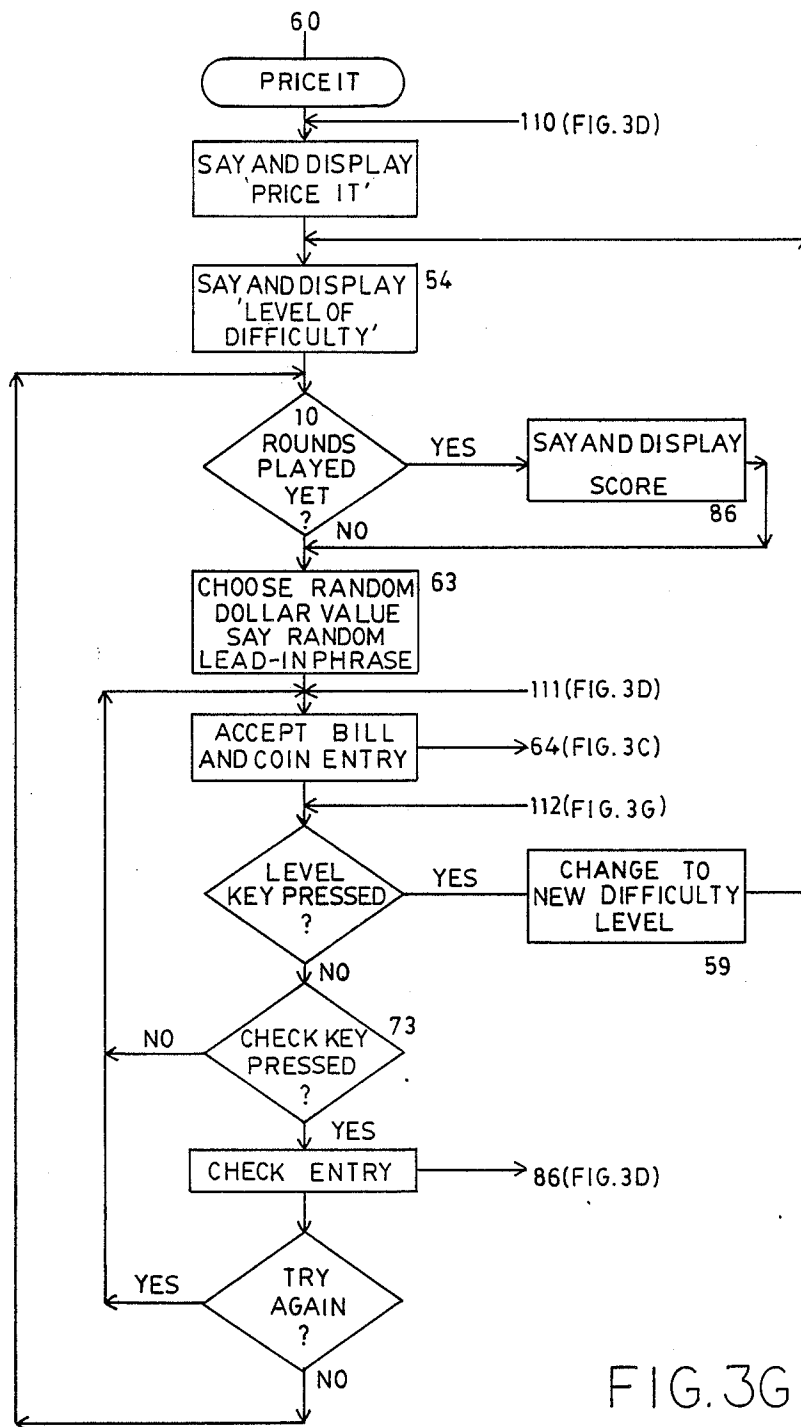 60
PRICE IT
110 (FIG. 3D)
SAY AND DISPLAY
'PRICE IT'
SAY AND DISPLAY
'LEVEL OF
DIFFICULTY'
54
10
ROUNDS
PLAYED
YET
?
YES
SAY AND DISPLAY
SCORE
86
NO
CHOOSE RANDOM
DOLLAR VALUE
SAY RANDOM
LEAD-IN PHRASE
63
111 (FIG. 3D)
ACCEPT BILL
AND COIN ENTRY
64 (FIG. 3C)
112 (FIG. 3G)
LEVEL
KEY PRESSED
?
YES
CHANGE TO
NEW DIFFICULTY
LEVEL
59
NO
CHECK KEY
PRESSED
?
73
NO
YES
CHECK ENTRY
86 (FIG. 3D)
TRY
AGAIN
?
YES
NO
FIG. 3G